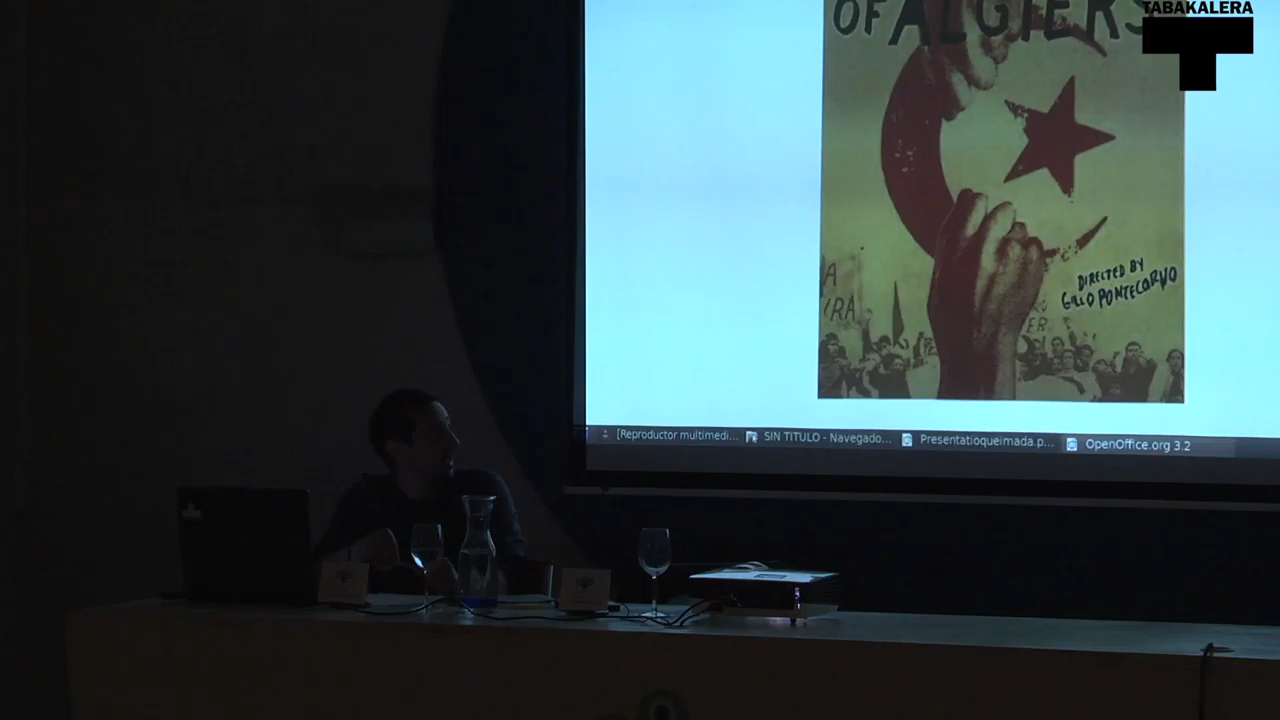 TABAKALERA
OF ALGIERS
DIRECTED BY
GILLO PONTECORVO
[Reproductor multimedi...
SIN TITULO - Navegado...
Presentatioqueimada.p...
OpenOffice.org 3.2